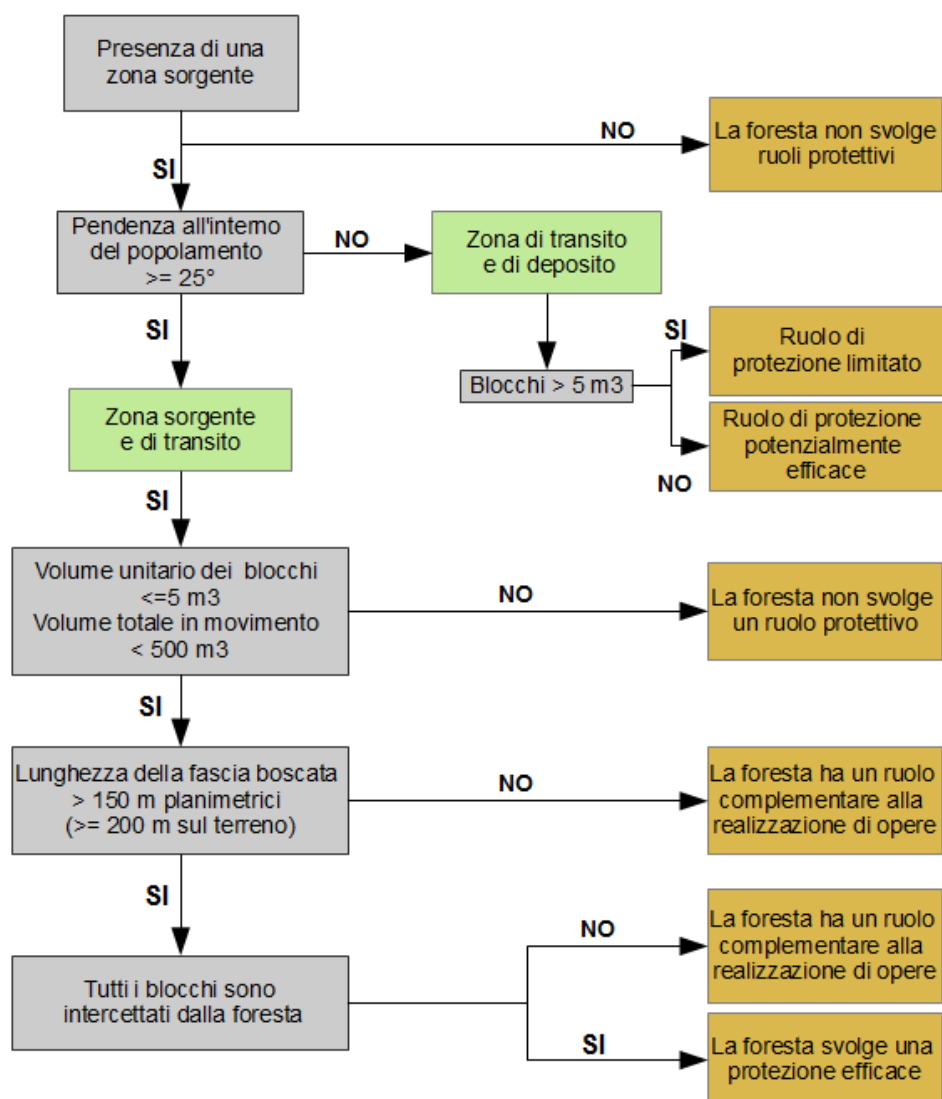 Presenza di una
zona sorgente
NO
La foresta non svolge
ruoli protettivi
SI
Pendenza all'interno
del popolamento
>= 25°
NO
Zona di transito
e di deposito
SI
Blocchi > 5 m3
SI
Ruolo di
protezione limitato
Ruolo di protezione
potenzialmente
efficace
NO
Zona sorgente
e di transito
SI
Volume unitario dei blocchi
<=5 m3
Volume totale in movimento
< 500 m3
NO
La foresta non svolge
un ruolo protettivo
SI
Lunghezza della fascia boscata
> 150 m planimetrici
(>= 200 m sul terreno)
NO
La foresta ha un ruolo
complementare alla
realizzazione di opere
SI
Tutti i blocchi sono
intercettati dalla foresta
NO
La foresta ha un ruolo
complementare alla
realizzazione di opere
SI
La foresta svolge una
protezione efficace